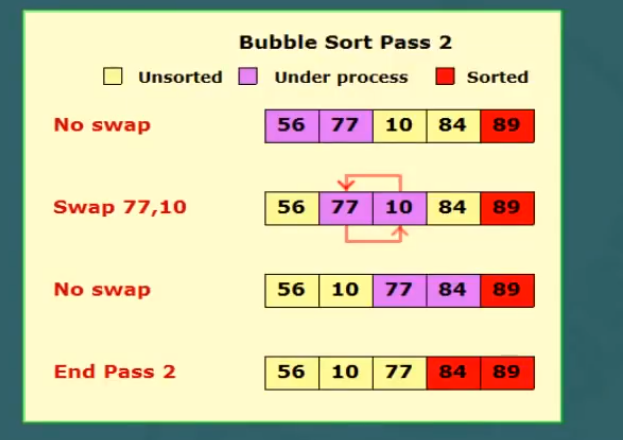 Bubble Sort Pass 2
Unsorted Under process Sorted
No swap 56 77 10 84 89
Swap 77,10 56 77 10 84 89
No swap 56 10 77 84 89
End Pass 2 56 10 77 84 89